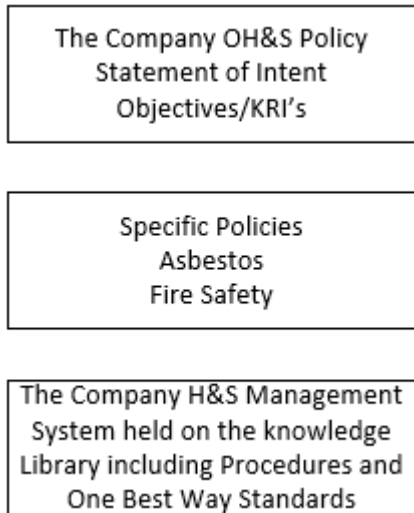 The Company OH&S Policy
Statement of Intent
Objectives/KRI's
Specific Policies
Asbestos
Fire Safety
The Company H&S Management
System held on the knowledge
Library including Procedures and
One Best Way Standards